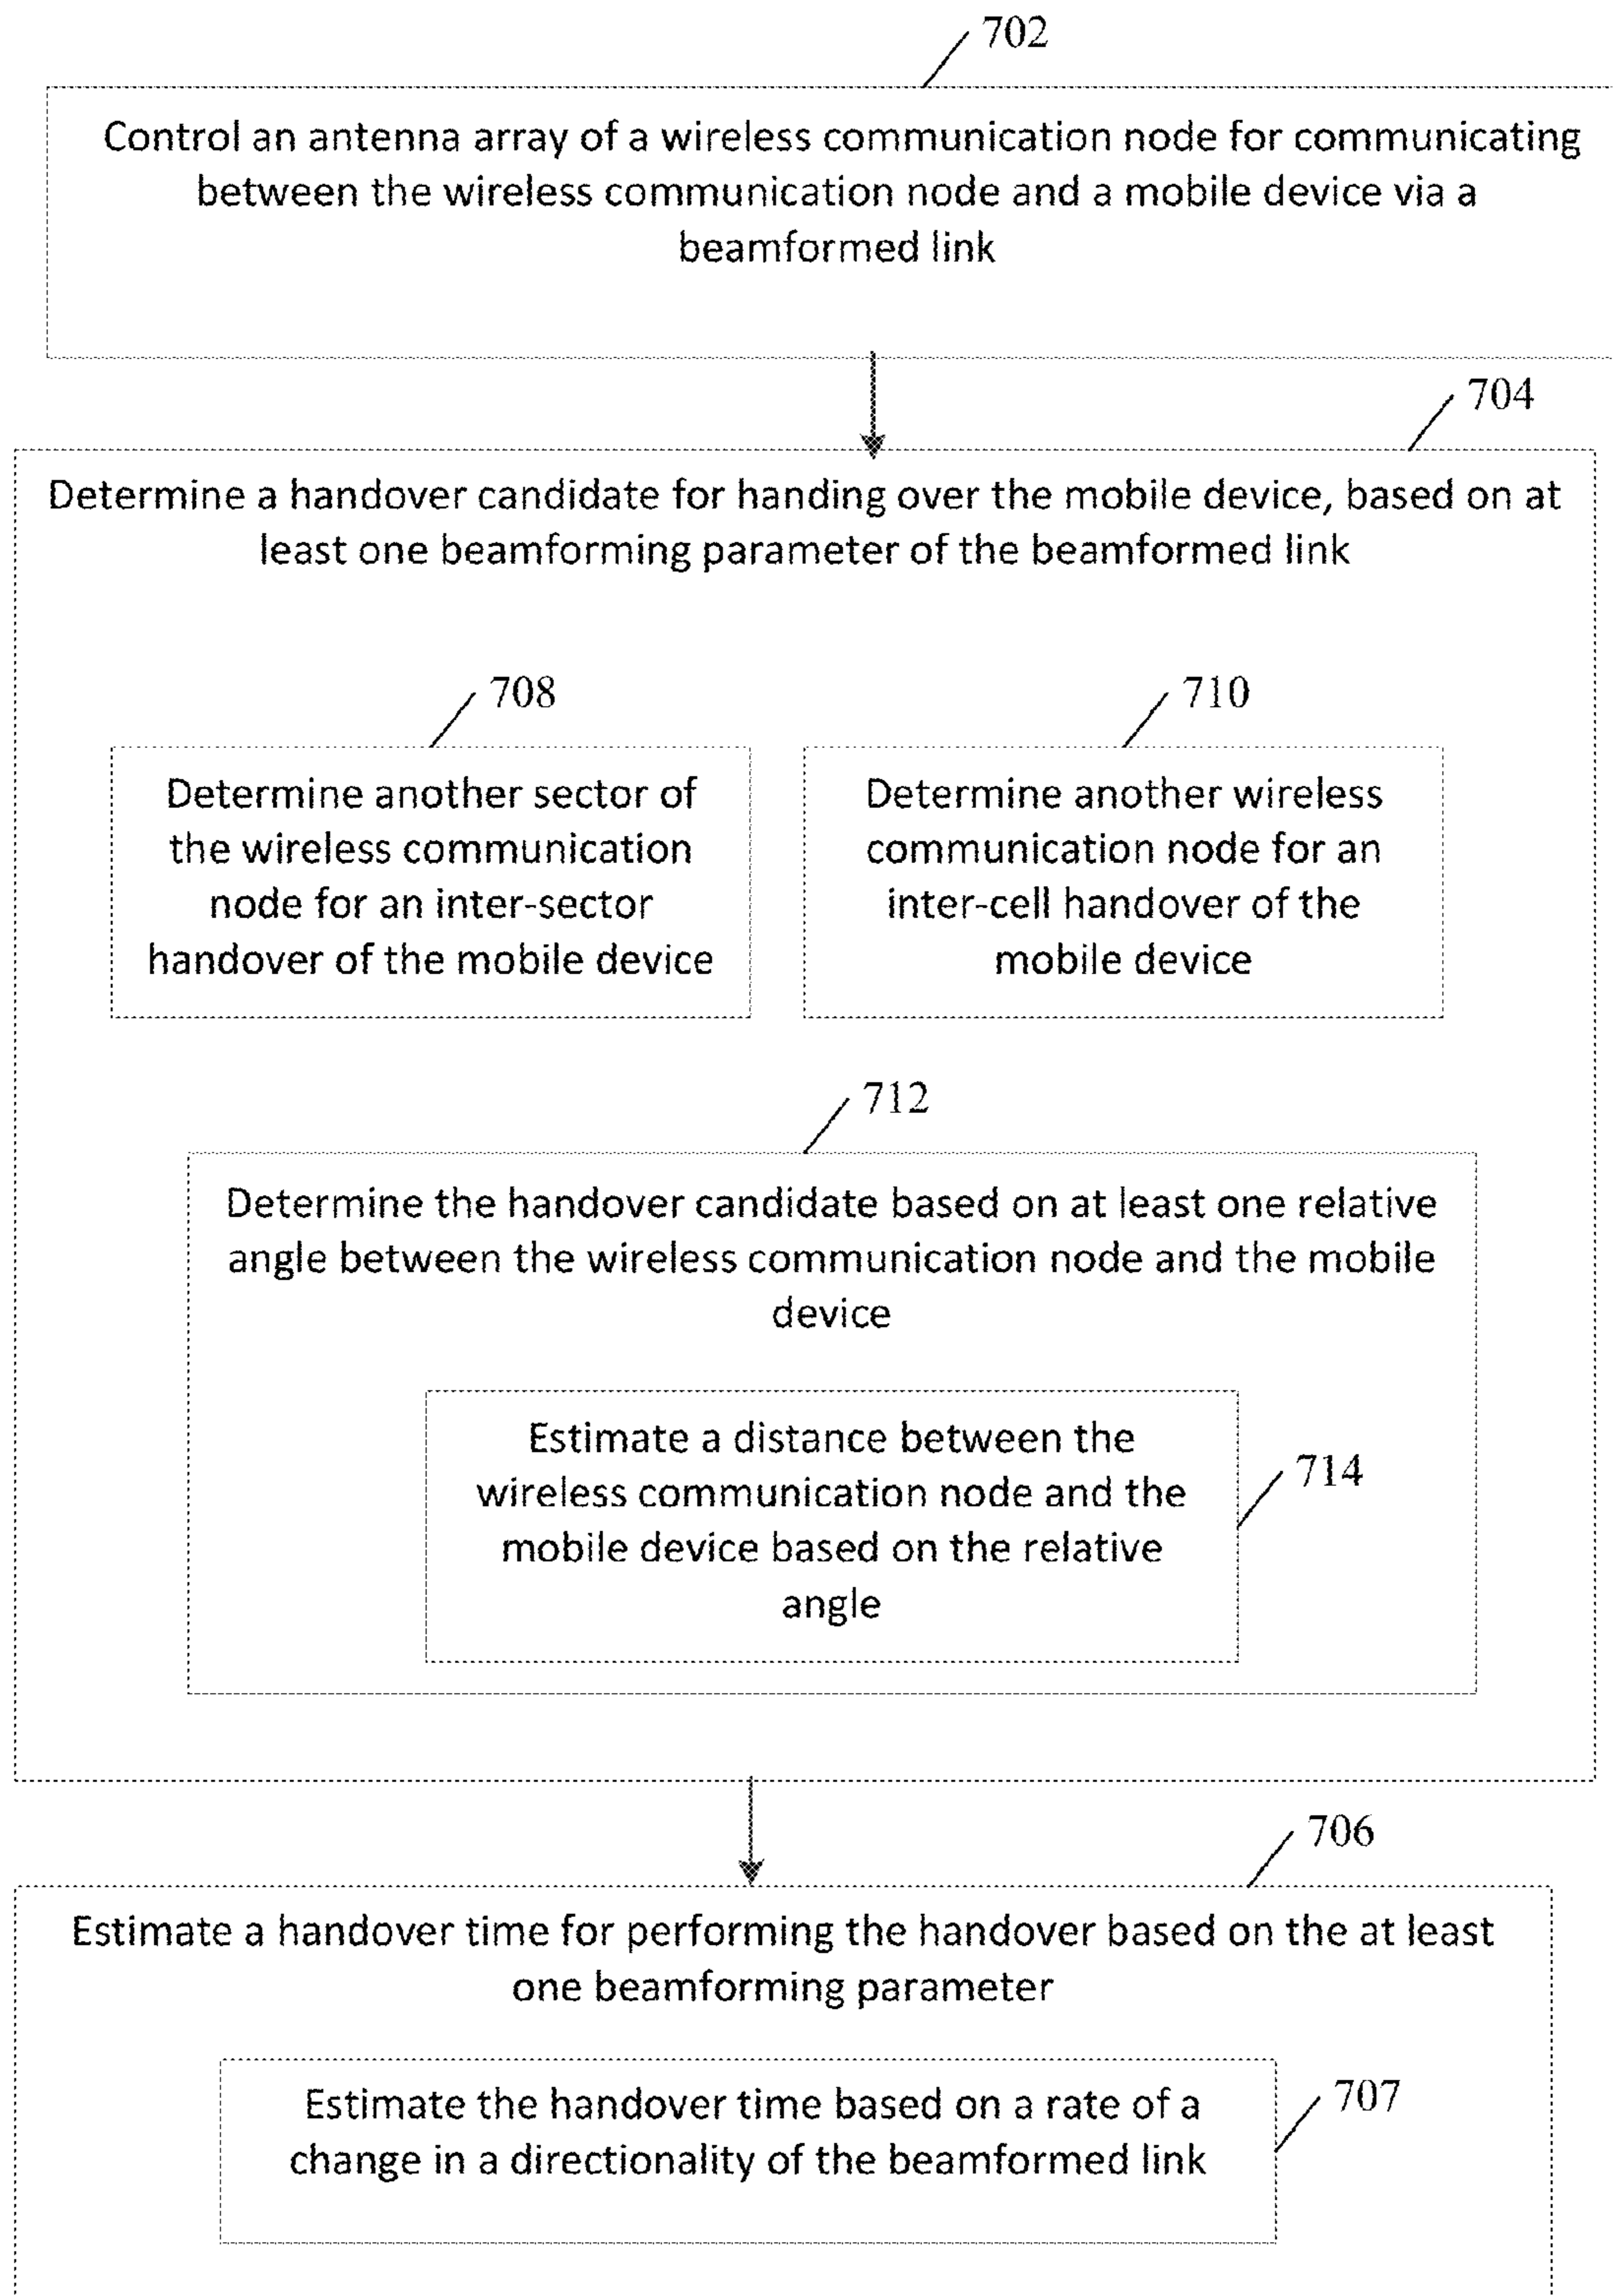 702
Control an antenna array of a wireless communication node for communicating
between the wireless communication node and a mobile device via a
beamformed link
704
Determine a handover candidate for handing over the mobile device, based on at
least one beamforming parameter of the beamformed link
708
Determine another sector of
the wireless communication
node for an inter-sector
handover of the mobile device
710
Determine another wireless
communication node for an
inter-cell handover of the
mobile device
712
Determine the handover candidate based on at least one relative
angle between the wireless communication node and the mobile
device
Estimate a distance between the
wireless communication node and the
mobile device based on the relative
angle
714
706
Estimate a handover time for performing the handover based on the at least
one beamforming parameter
Estimate the handover time based on a rate of a
change in a directionality of the beamformed link
707